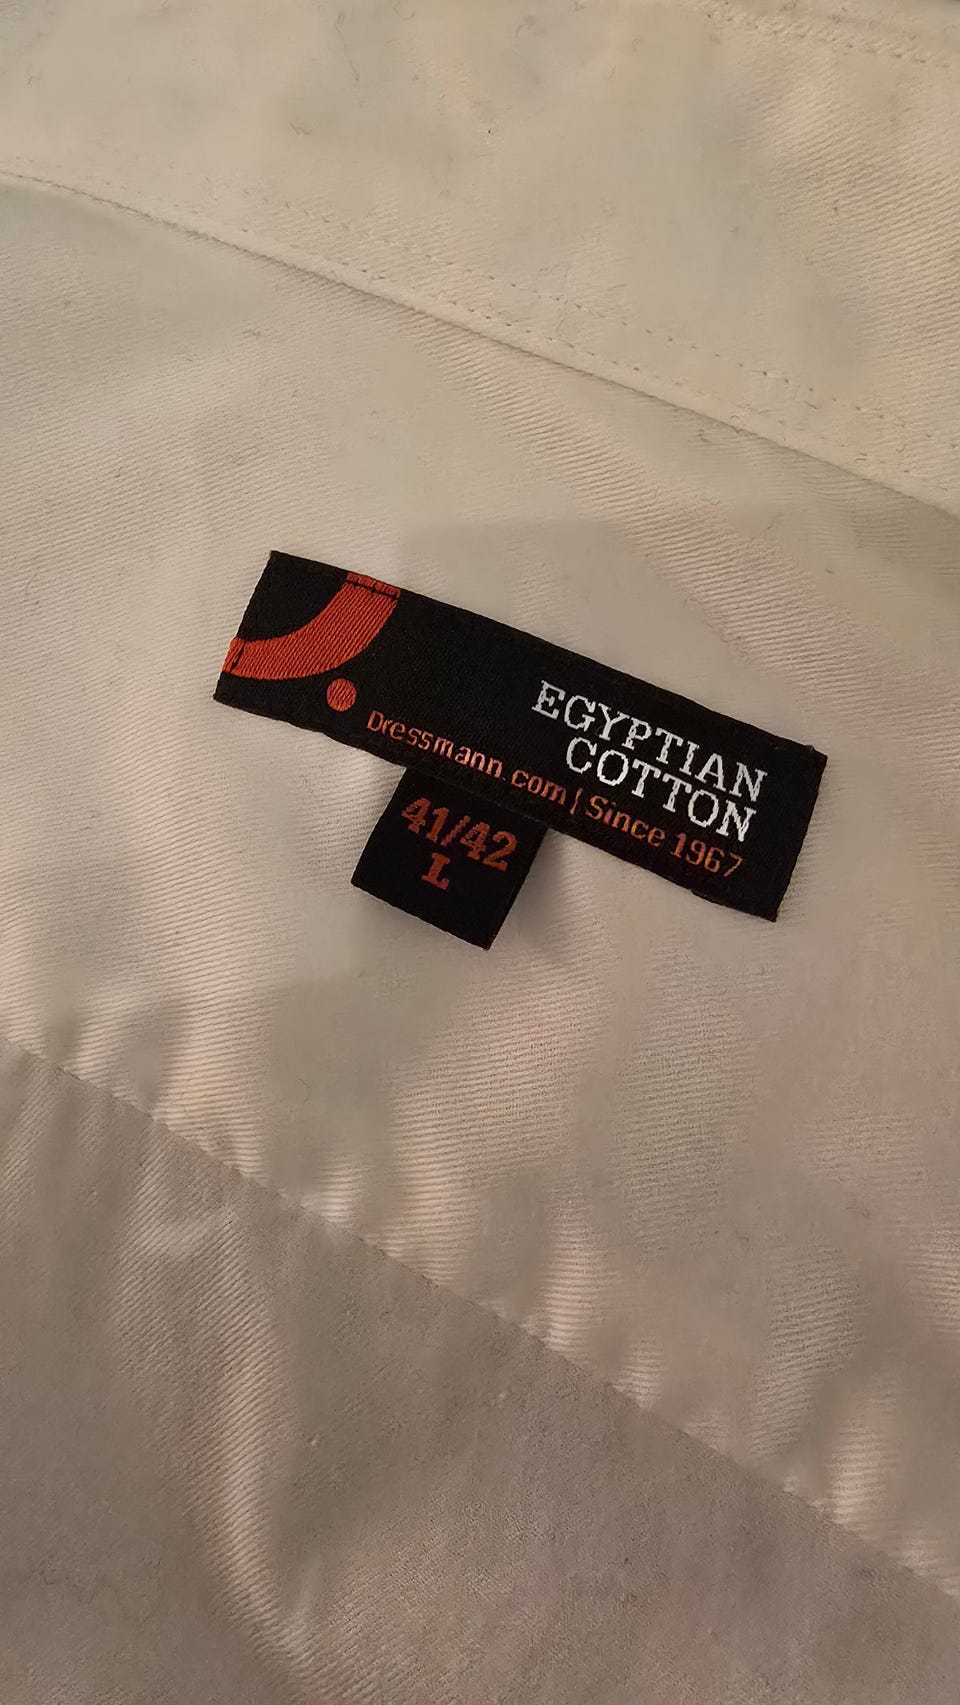 EGYPTIAN
COTTON
Dressmann.com | Since 1967
41/42
L